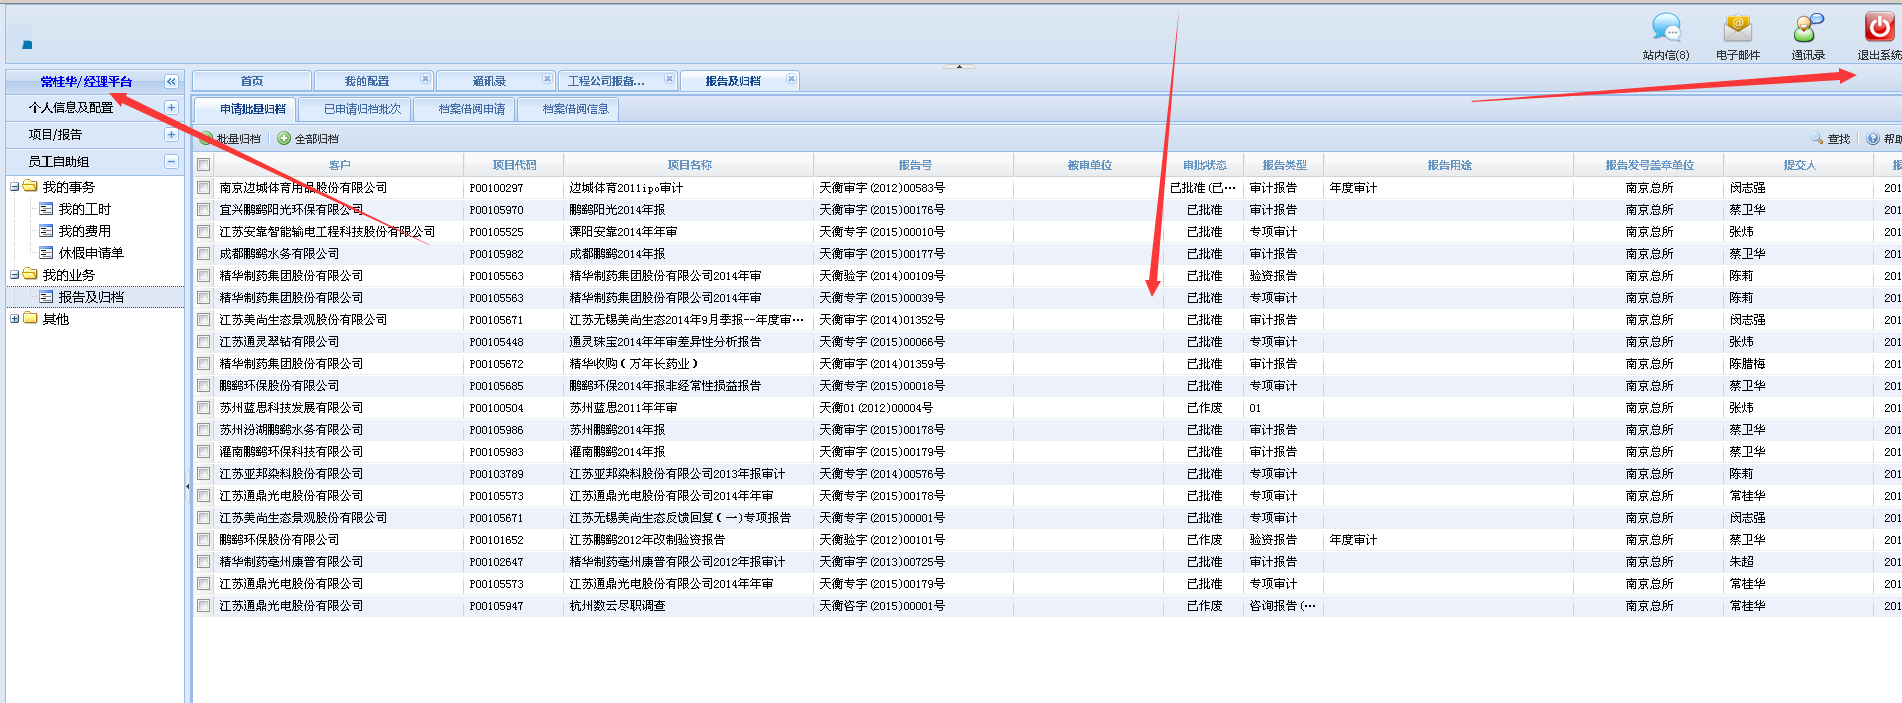 站内信(8) 电子邮件 通讯录 退出系统
常桂华/经理平台
个人信息及配置
项目/报告
员工自助组
我的事务
我的工时
我的费用
休假申请单
我的业务
报告及归档
其他
首页 我的配置 通讯录 工程公司报备... 报告及归档
申请批量归档 已申请归档批次 档案借阅申请 档案借阅信息
批量归档 全部归档 查找 帮助
客户 项目代码 项目名称 报告号 被审单位 审批状态 报告类型 报告用途 报告发号盖章单位 提交人
南京边城体育用品股份有限公司 P00100297 边城体育2011ipo审计 天衡审字(2012)00583号 已批准(已… 审计报告 年度审计 南京总所 闵志强 201
宜兴鹏鹞阳光环保有限公司 P00105970 鹏鹞阳光2014年报 天衡审字(2015)00176号 已批准 审计报告 南京总所 蔡卫华 201
江苏安靠智能输电工程科技股份有限公司 P00105525 溧阳安靠2014年年审 天衡专字(2015)00010号 已批准 专项审计 南京总所 张炜 201
成都鹏鹞水务有限公司 P00105982 成都鹏鹞2014年报 天衡审字(2015)00177号 已批准 审计报告 南京总所 蔡卫华 201
精华制药集团股份有限公司 P00105563 精华制药集团股份有限公司2014年审 天衡验字(2014)00109号 已批准 验资报告 南京总所 陈莉 201
精华制药集团股份有限公司 P00105563 精华制药集团股份有限公司2014年审 天衡专字(2015)00039号 已批准 专项审计 南京总所 陈莉 201
江苏美尚生态景观股份有限公司 P00105671 江苏无锡美尚生态2014年9月季报--年度审… 天衡审字(2014)01352号 已批准 审计报告 南京总所 闵志强 201
江苏通灵翠钻有限公司 P00105448 通灵珠宝2014年年审差异性分析报告 天衡专字(2015)00066号 已批准 专项审计 南京总所 张炜 201
精华制药集团股份有限公司 P00105672 精华收购(万年长药业) 天衡审字(2014)01359号 已批准 审计报告 南京总所 陈腊梅 201
鹏鹞环保股份有限公司 P00105685 鹏鹞环保2014年报非经常性损益报告 天衡专字(2015)00018号 已批准 专项审计 南京总所 蔡卫华 201
苏州蓝思科技发展有限公司 P00100504 苏州蓝思2011年年审 天衡01(2012)00004号 已作废 01 南京总所 张炜 201
苏州汾湖鹏鹞水务有限公司 P00105986 苏州鹏鹞2014年报 天衡审字(2015)00178号 已批准 审计报告 南京总所 蔡卫华 201
灌南鹏鹞环保科技有限公司 P00105983 灌南鹏鹞2014年报 天衡审字(2015)00179号 已批准 审计报告 南京总所 蔡卫华 201
江苏亚邦染料股份有限公司 P00103789 江苏亚邦染料股份有限公司2013年报审计 天衡专字(2014)00576号 已批准 专项审计 南京总所 陈莉 201
江苏通鼎光电股份有限公司 P00105573 江苏通鼎光电股份有限公司2014年年审 天衡专字(2015)00178号 已批准 专项审计 南京总所 常桂华 201
江苏美尚生态景观股份有限公司 P00105671 江苏无锡美尚生态反馈回复(一)专项报告 天衡专字(2015)00001号 已批准 专项审计 南京总所 闵志强 201
鹏鹞环保股份有限公司 P00101652 江苏鹏鹞2012年改制验资报告 天衡验字(2012)00101号 已作废 验资报告 年度审计 南京总所 蔡卫华 201
精华制药亳州康普有限公司 P00102647 精华制药亳州康普有限公司2012年报审计 天衡审字(2013)00725号 已批准 审计报告 南京总所 朱超 201
江苏通鼎光电股份有限公司 P00105573 江苏通鼎光电股份有限公司2014年年审 天衡专字(2015)00179号 已批准 专项审计 南京总所 常桂华 201
江苏通鼎光电股份有限公司 P00105947 杭州数云尽职调查 天衡咨字(2015)00001号 已作废 咨询报告(… 南京总所 常桂华 201